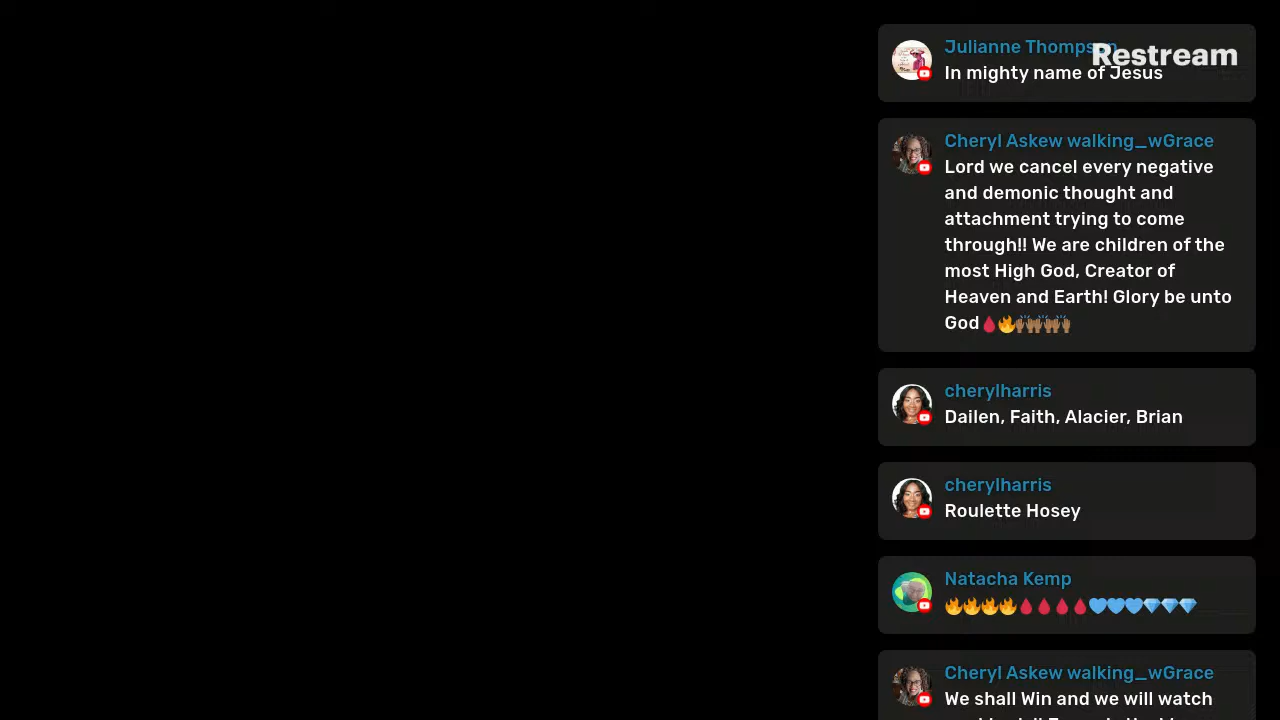 Julianne Thompson
Restream
In mighty name of Jesus
Cheryl Askew walking_wGrace
Lord we cancel every negative
and demonic thought and
attachment trying to come
through!! We are children of the
most High God, Creator of
Heaven and Earth! Glory be unto
God🩸🔥🙌🏾🙌🏾🙌🏾
cherylharris
Dailen, Faith, Alacier, Brian
cherylharris
Roulette Hosey
Natacha Kemp
🔥🔥🔥🔥🩸🩸🩸🩸💙💙💙💎💎💎
Cheryl Askew walking_wGrace
We shall Win and we will watch